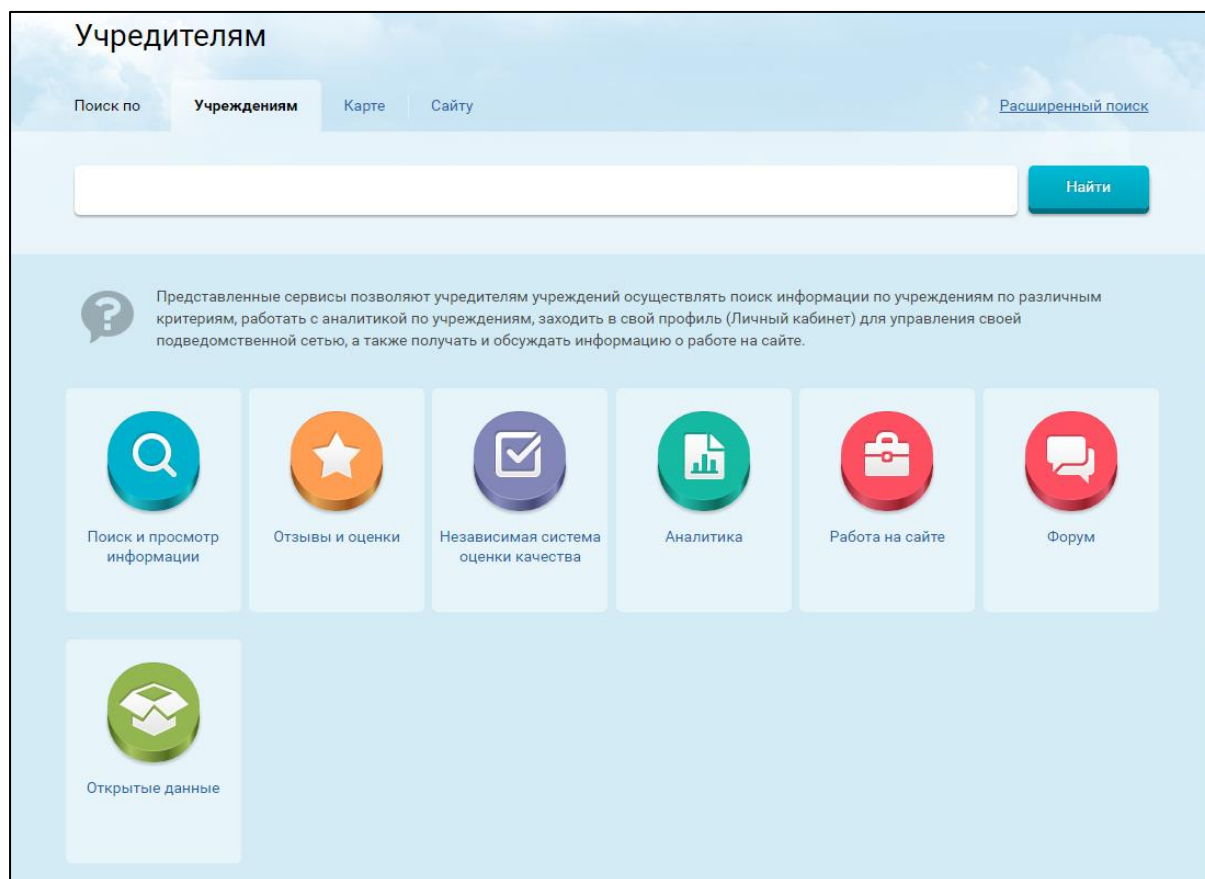 Учредителям
Поиск по Учреждениям Карте Сайту Расширенный поиск
Найти
Представленные сервисы позволяют учредителям учреждений осуществлять поиск информации по учреждениям по различным
критериям, работать с аналитикой по учреждениям, заходить в свой профиль (Личный кабинет) для управления своей
подведомственной сетью, а также получать и обсуждать информацию о работе на сайте.
Поиск и просмотр
информации
Отзывы и оценки
Независимая система
оценки качества
Аналитика
Работа на сайте
Форум
Открытые данные